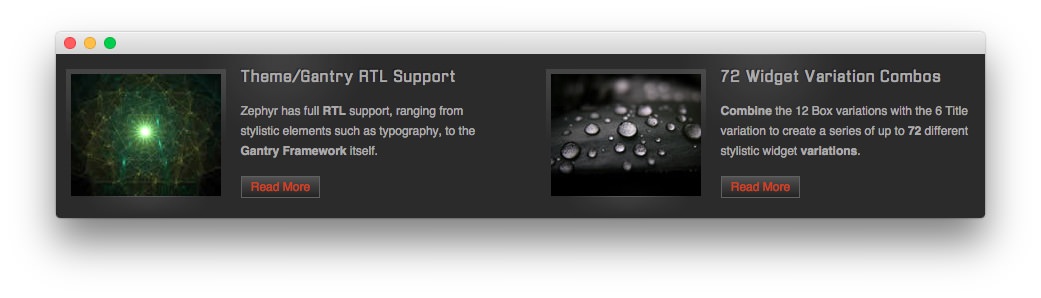 Theme/Gantry RTL Support
Zephyr has full RTL support, ranging from
stylistic elements such as typography, to the
Gantry Framework itself.
Read More
72 Widget Variation Combos
Combine the 12 Box variations with the 6 Title
variation to create a series of up to 72 different
stylistic widget variations.
Read More